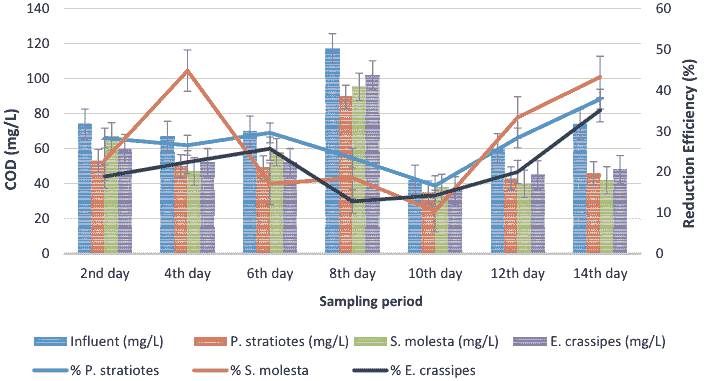 140 60
120 50
100 40
80 30
60 20
40 10
20
0 0
COD (mg/L)
Reduction Efficiency (%)
2nd day 4th day 6th day 8th day 10th day 12th day 14th day
Sampling period
Influent (mg/L) P. stratiotes (mg/L) S. molesta (mg/L) E. crassipes (mg/L)
% P. stratiotes % S. molesta % E. crassipes